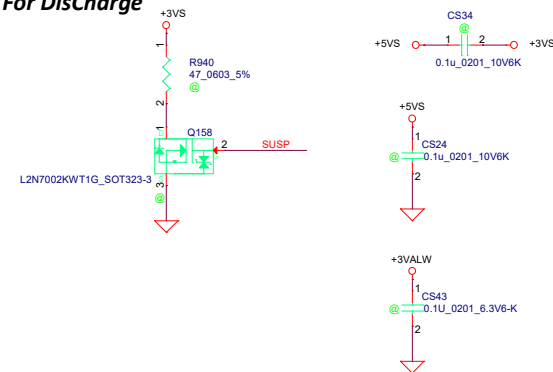 For DisCharge
+3VS
1
R940
47_0603_5%
@
2
1
Q158
2
SUSP
L2N7002KWT1G_SOT323-3
3
@
CS34
@
+5VS
1
2
+3VS
0.1u_0201_10V6K
+5VS
1
CS24
@
0.1u_0201_10V6K
2
+3VALW
1
CS43
@
0.1U_0201_6.3V6-K
2